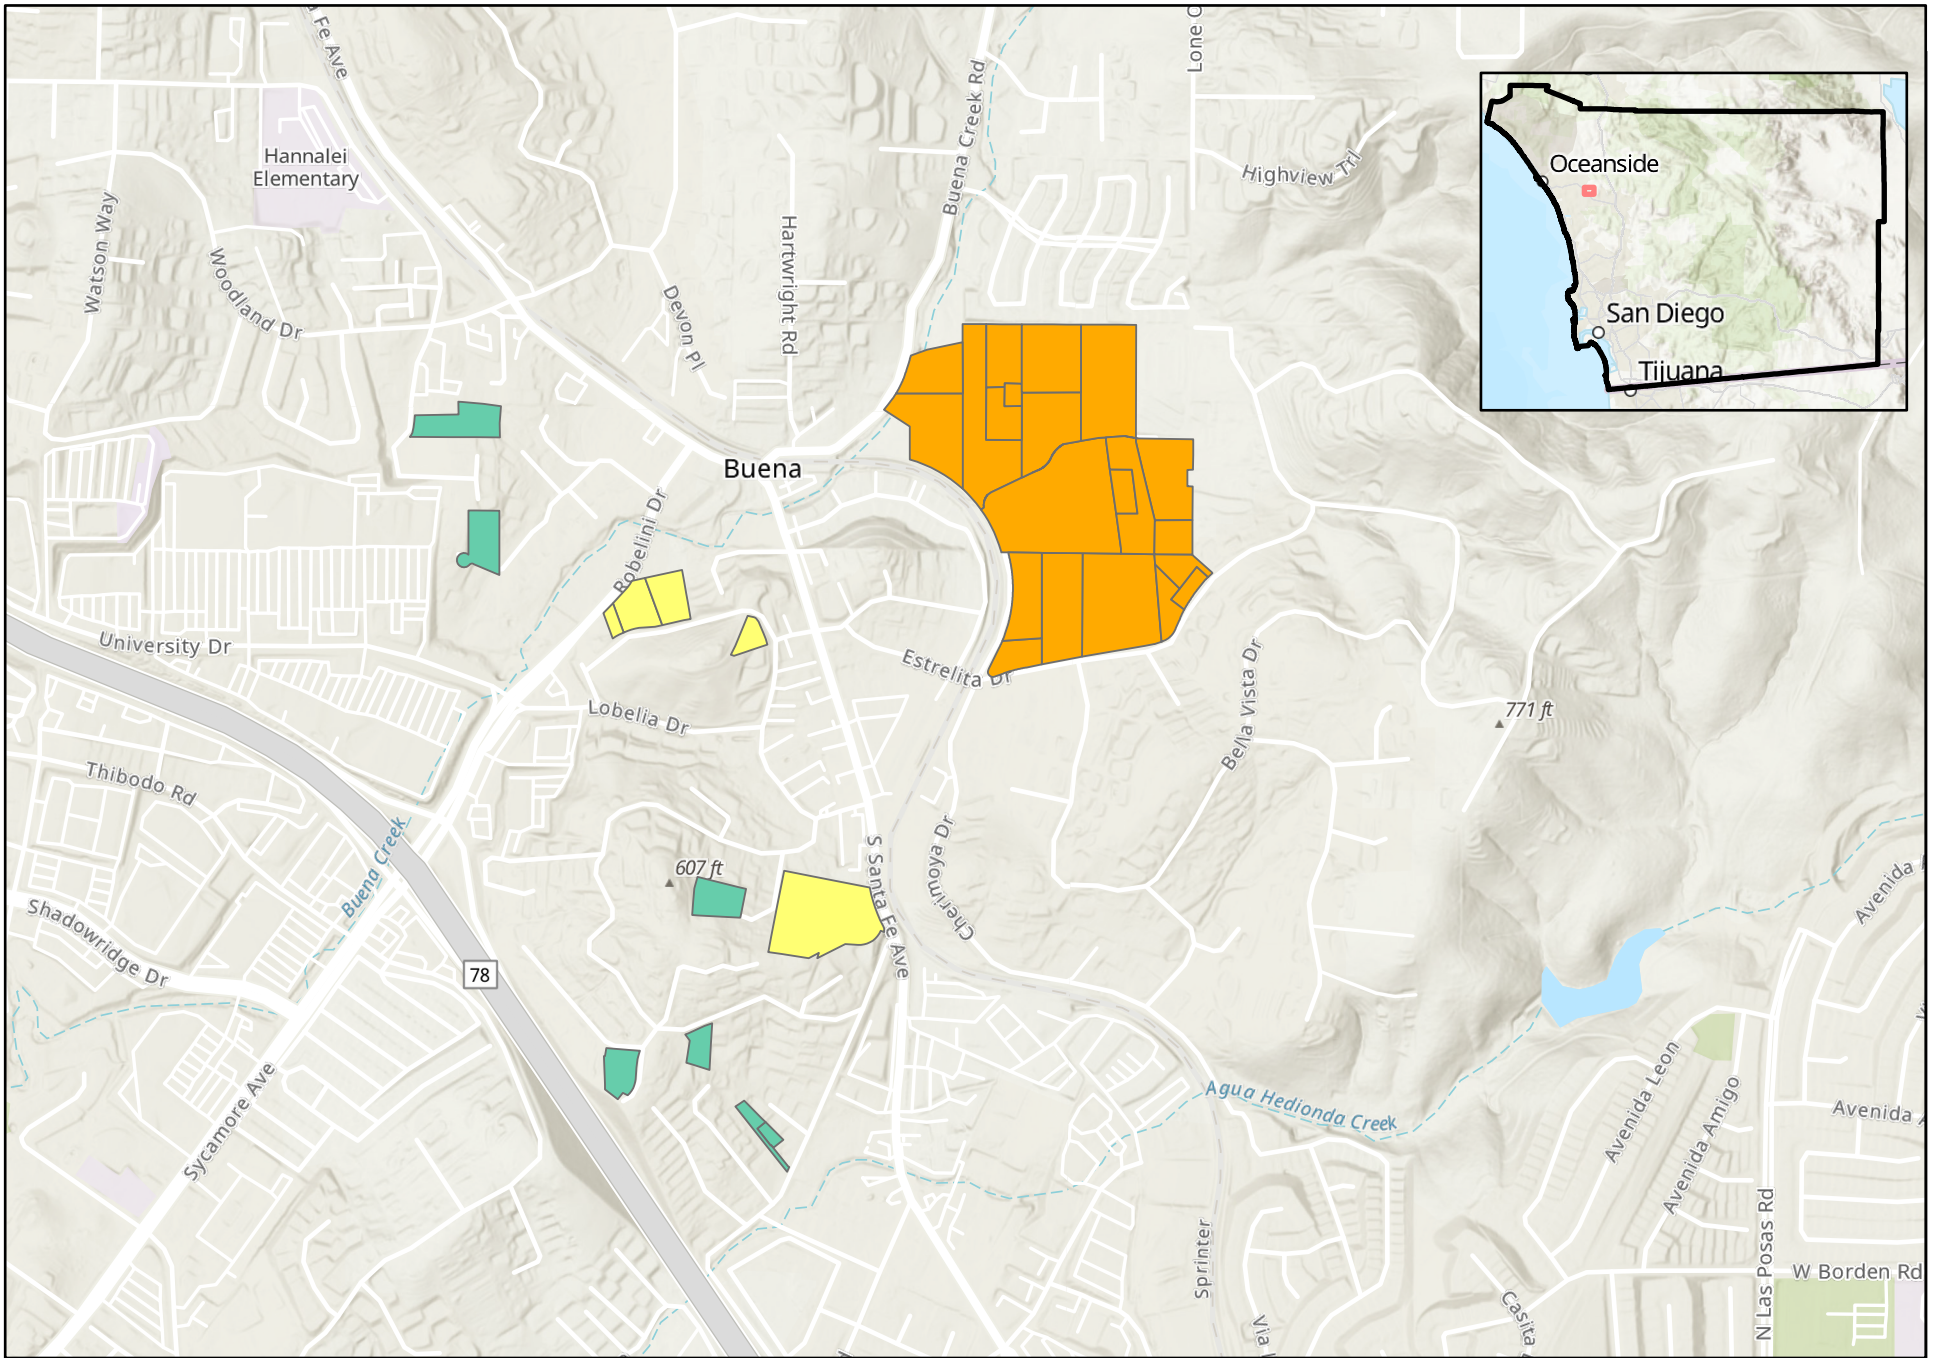 Fe Ave
Buena Creek Rd
Lone
Hannalei
Elementary
Highview Trl
Oceanside
San Diego
Tijuana
Watson Way
Woodland Dr
Devon Pl
Hartwright Rd
Buena
Robelini Dr
University Dr
Estrelita Dr
Lobelia Dr
Bella Vista Dr
771 ft
Thibodo Rd
Buena Creek
607 ft
S Santa Fe Ave
Cherimoya Dr
Shadowridge Dr
78
Avenida
Sycamore Ave
Agua Hedionda Creek
Avenida Leon
Avenida Amigo
Avenida
Sprinter
N Las Posas Rd
W Borden Rd
Casita
Via